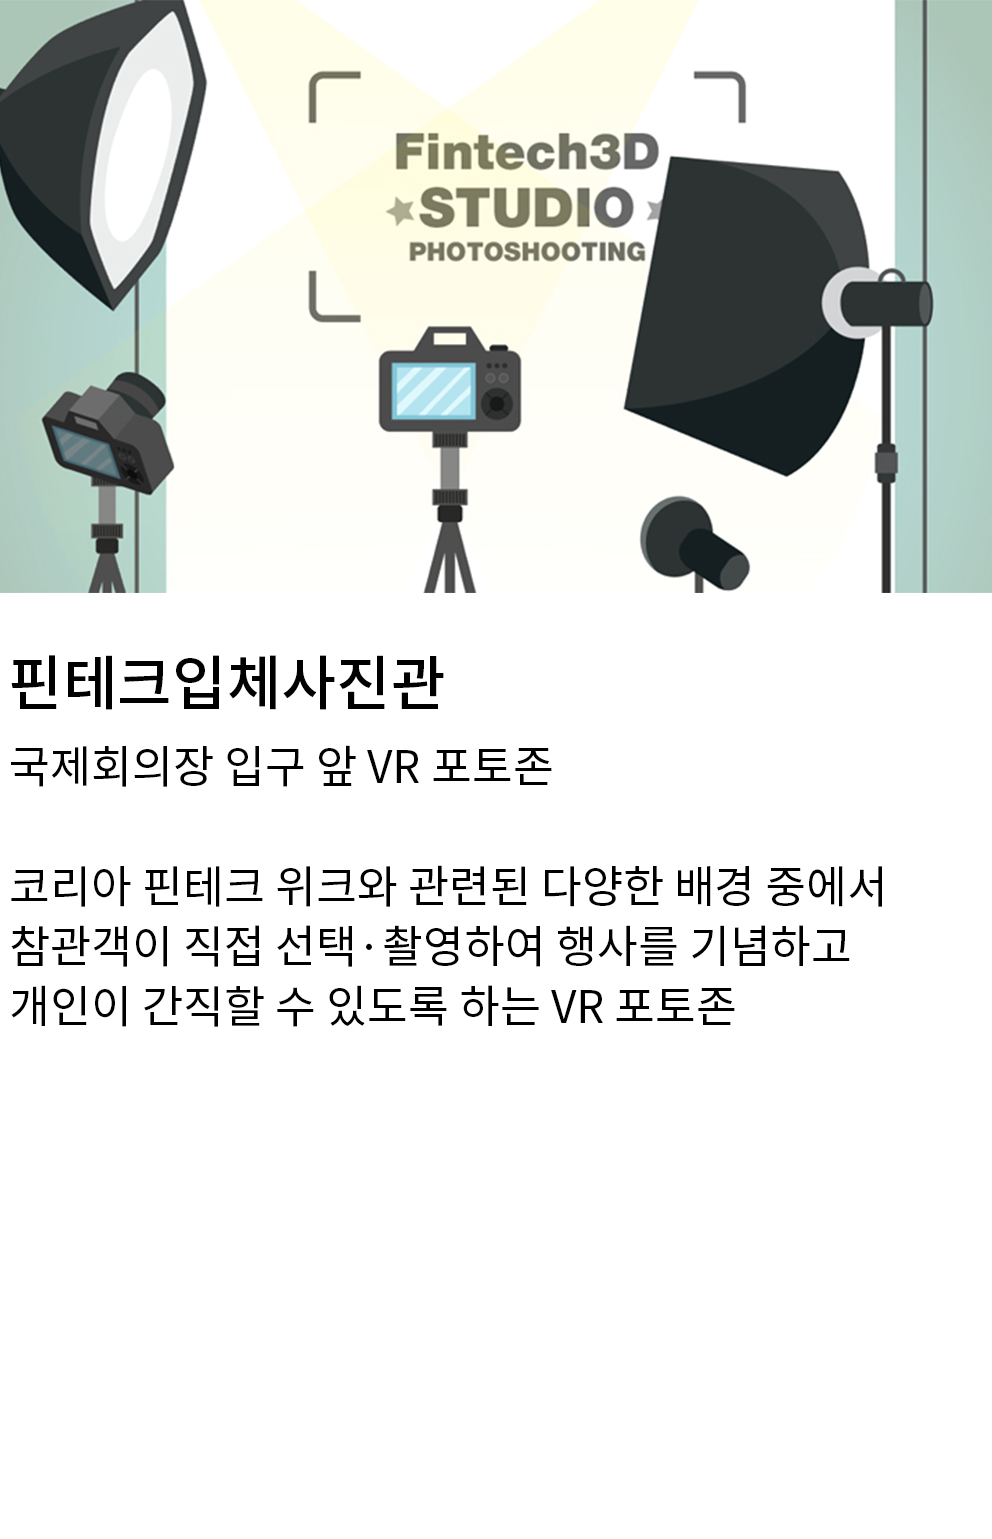 Fintech3D
STUDIO
PHOTOSHOOTING
핀테크입체사진관
국제회의장 입구 앞 VR 포토존
코리아 핀테크 위크와 관련된 다양한 배경 중에서
참관객이 직접 선택·촬영하여 행사를 기념하고
개인이 간직할 수 있도록 하는 VR 포토존